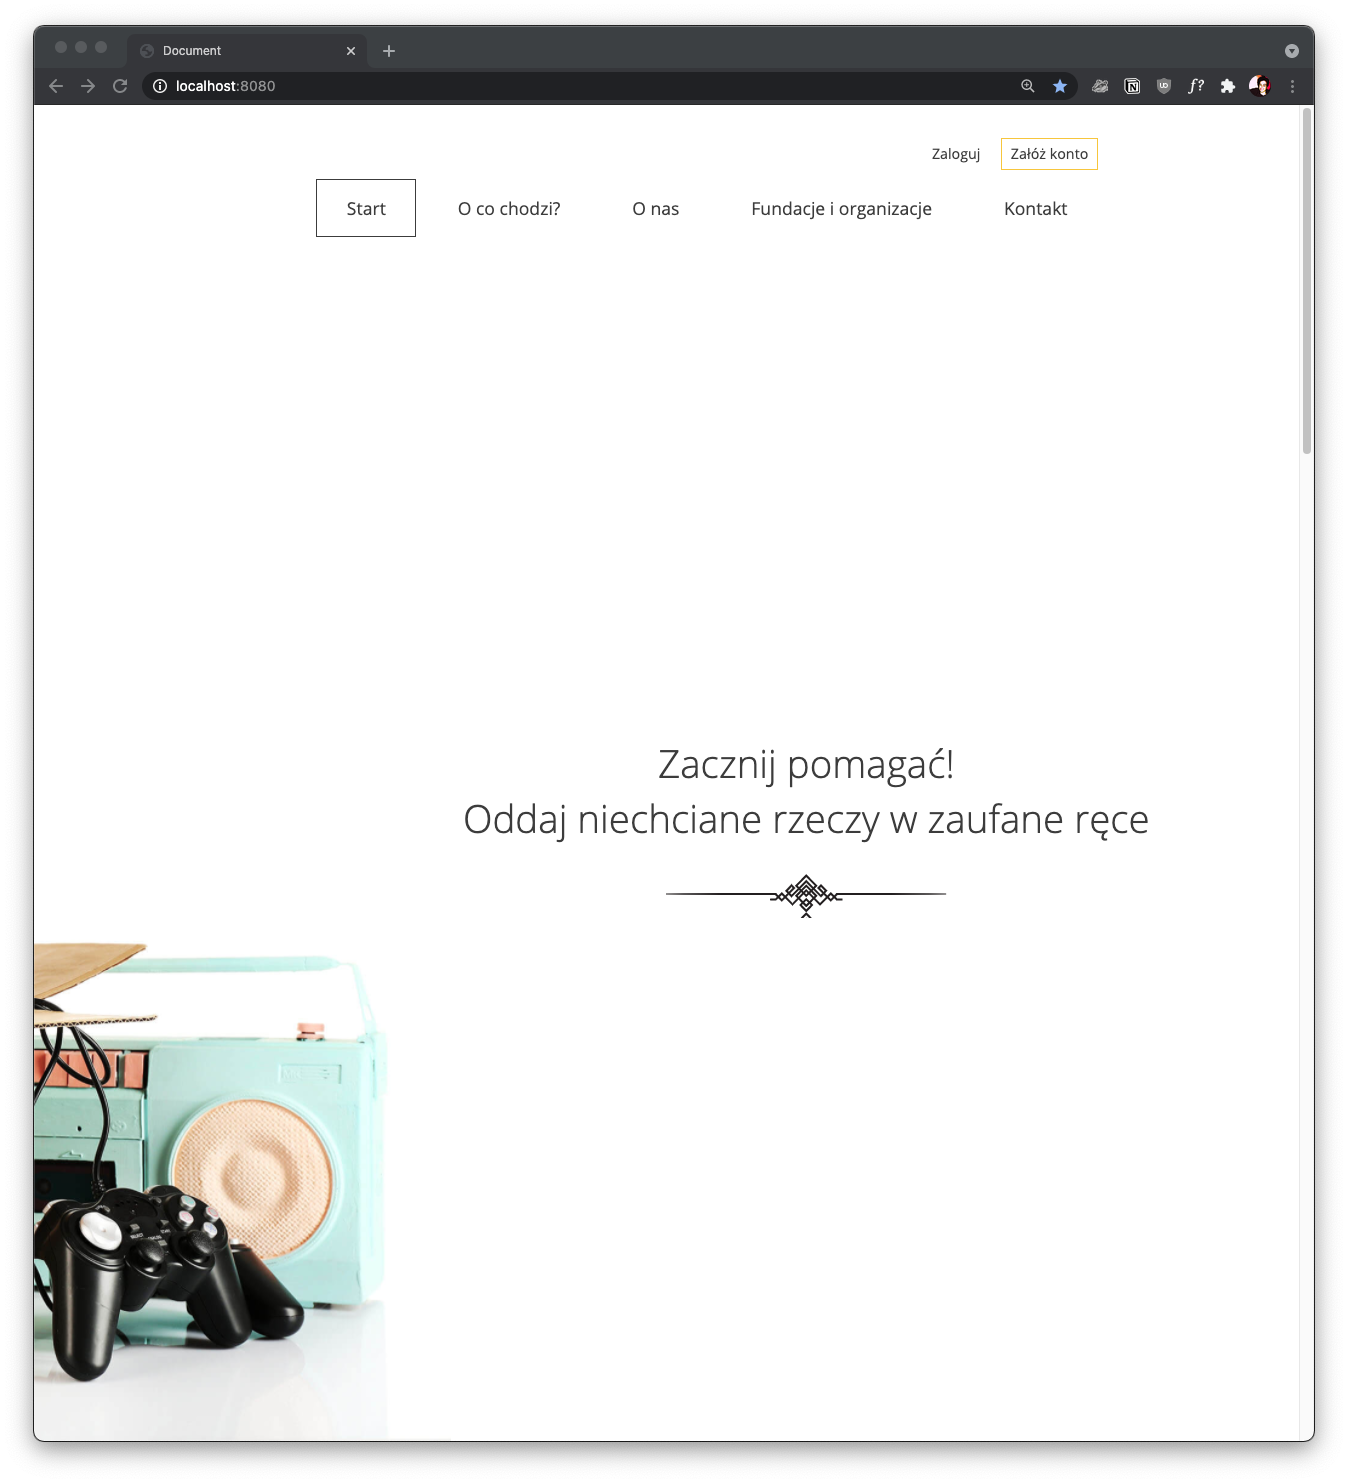 Document
localhost:8080
Zaloguj Załóż konto
Start O co chodzi? O nas Fundacje i organizacje Kontakt
Zacznij pomagać!
Oddaj niechciane rzeczy w zaufane ręce